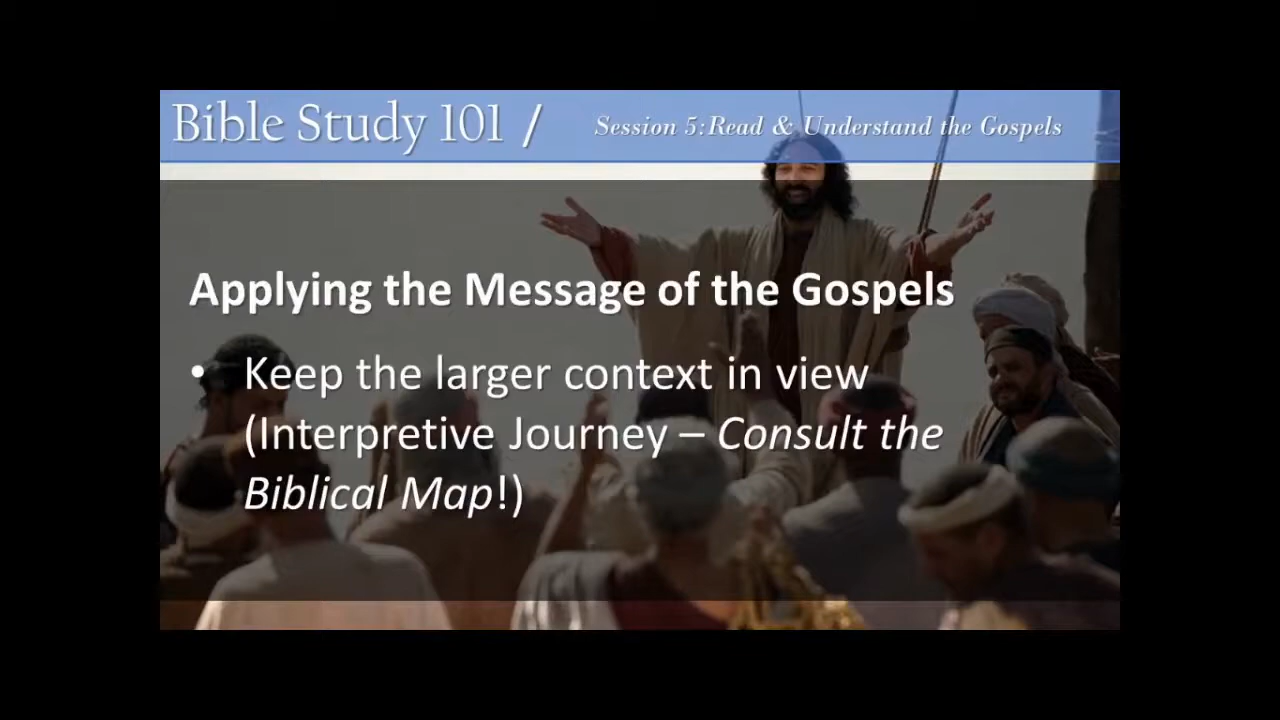 Bible Study 101 /
Session 5:Read & Understand the Gospels
Applying the Message of the Gospels
• Keep the larger context in view
(Interpretive Journey – Consult the
Biblical Map!)